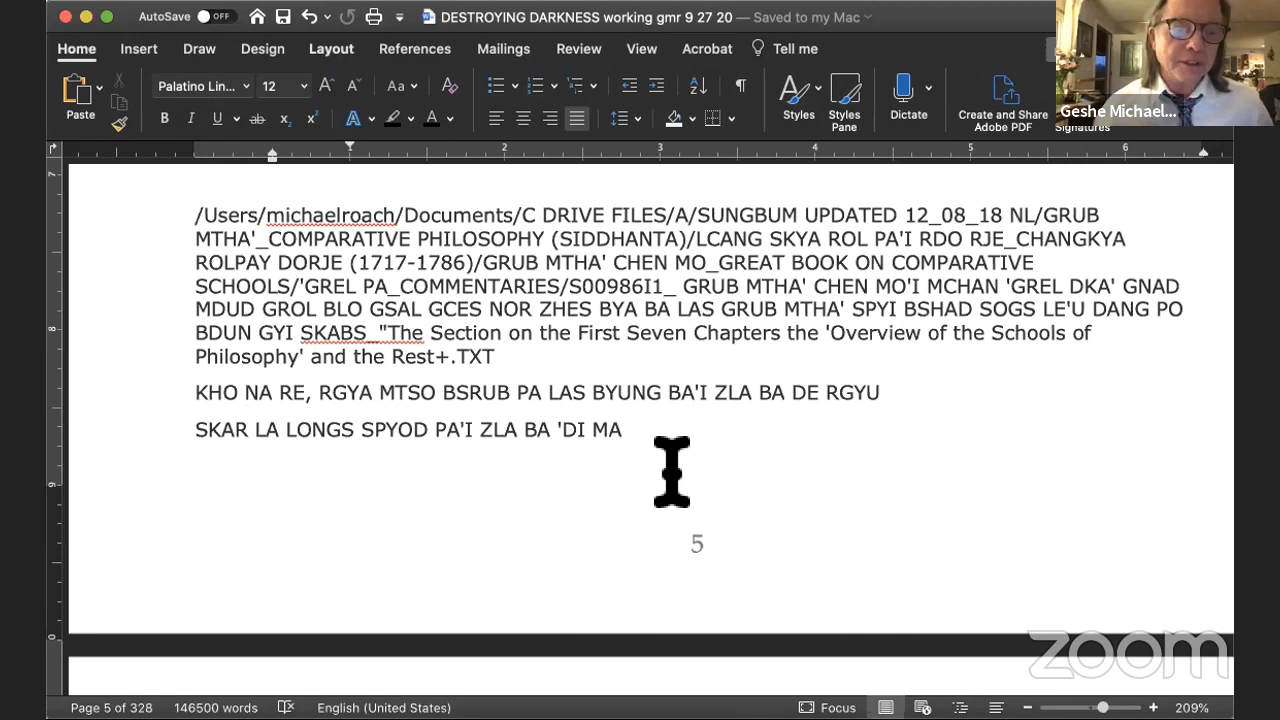 AutoSave OFF DESTROYING DARKNESS working gmr 9 27 20 — Saved to my Mac
Home Insert Draw Design Layout References Mailings Review View Acrobat Tell me
Paste Palatino Lin... 12 Styles Styles Pane Dictate Create and Share Adobe PDF Signatures
Geshe Michael...
1 2 3 4 5 6
/Users/michaelroach/Documents/C DRIVE FILES/A/SUNGBUM UPDATED 12_08_18 NL/GRUB
MTHA'_COMPARATIVE PHILOSOPHY (SIDDHANTA)/LCANG SKYA ROL PA'I RDO RJE_CHANGKYA
ROLPAY DORJE (1717-1786)/GRUB MTHA' CHEN MO_GREAT BOOK ON COMPARATIVE
SCHOOLS/'GREL PA_COMMENTARIES/S00986I1_ GRUB MTHA' CHEN MO'I MCHAN 'GREL DKA' GNAD
MDUD GROL BLO GSAL GCES NOR ZHES BYA BA LAS GRUB MTHA' SPYI BSHAD SOGS LE'U DANG PO
BDUN GYI SKABS_ "The Section on the First Seven Chapters the 'Overview of the Schools of
Philosophy' and the Rest+.TXT
KHO NA RE, RGYA MTSO BSRUB PA LAS BYUNG BA'I ZLA BA DE RGYU
SKAR LA LONGS SPYOD PA'I ZLA BA 'DI MA
5
zoom
Page 5 of 328 146500 words English (United States) Focus 209%